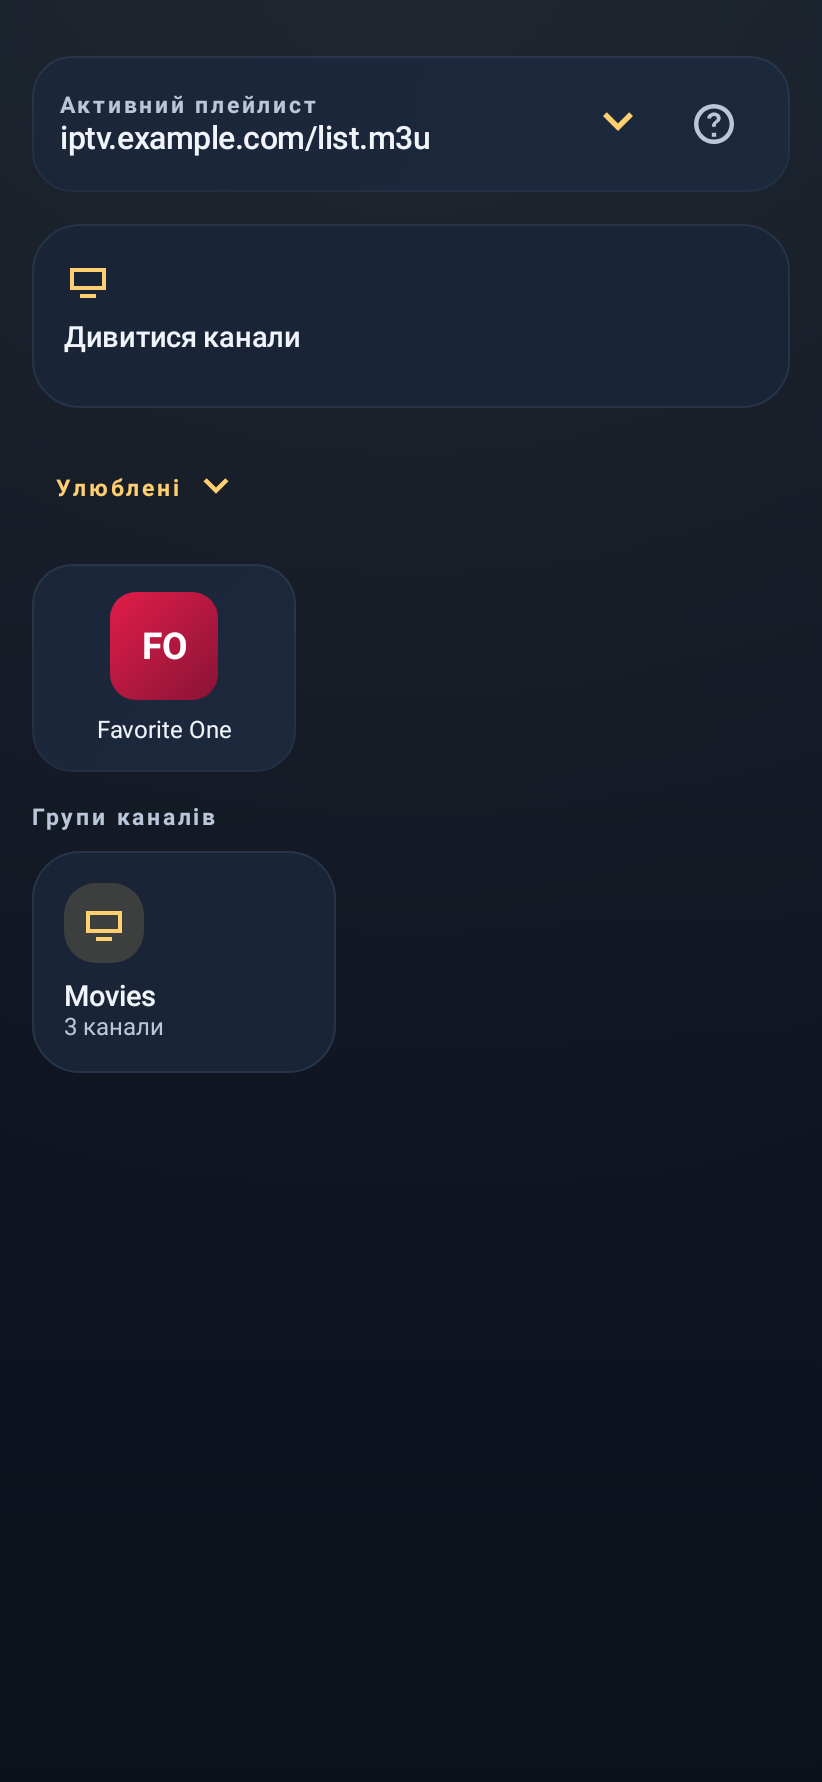 Активний плейлист
iptv.example.com/list.m3u
Дивитися канали
Улюблені
FO
Favorite One
Групи каналів
Movies
3 канали